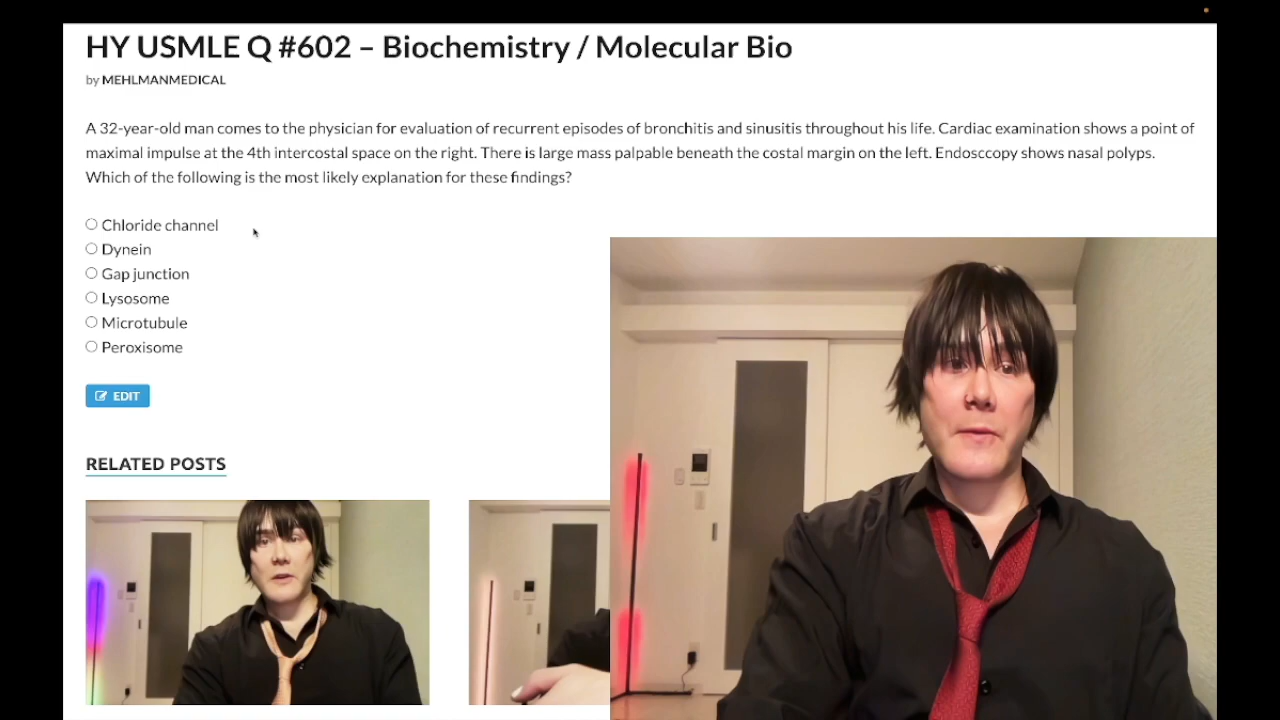 HY USMLE Q #602 – Biochemistry / Molecular Bio
by MEHLMANMEDICAL
A 32-year-old man comes to the physician for evaluation of recurrent episodes of bronchitis and sinusitis throughout his life. Cardiac examination shows a point of
maximal impulse at the 4th intercostal space on the right. There is large mass palpable beneath the costal margin on the left. Endosccopy shows nasal polyps.
Which of the following is the most likely explanation for these findings?
Chloride channel
Dynein
Gap junction
Lysosome
Microtubule
Peroxisome
EDIT
RELATED POSTS